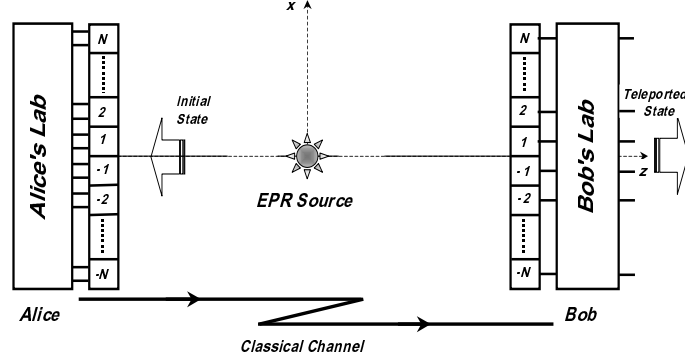 x
N
2
1
-1
-2
-N
Alice's Lab
Initial
State
EPR Source
N
2
1
-1
-2
-N
Bob's Lab
Teleported
State
z
Alice
Bob
Classical Channel